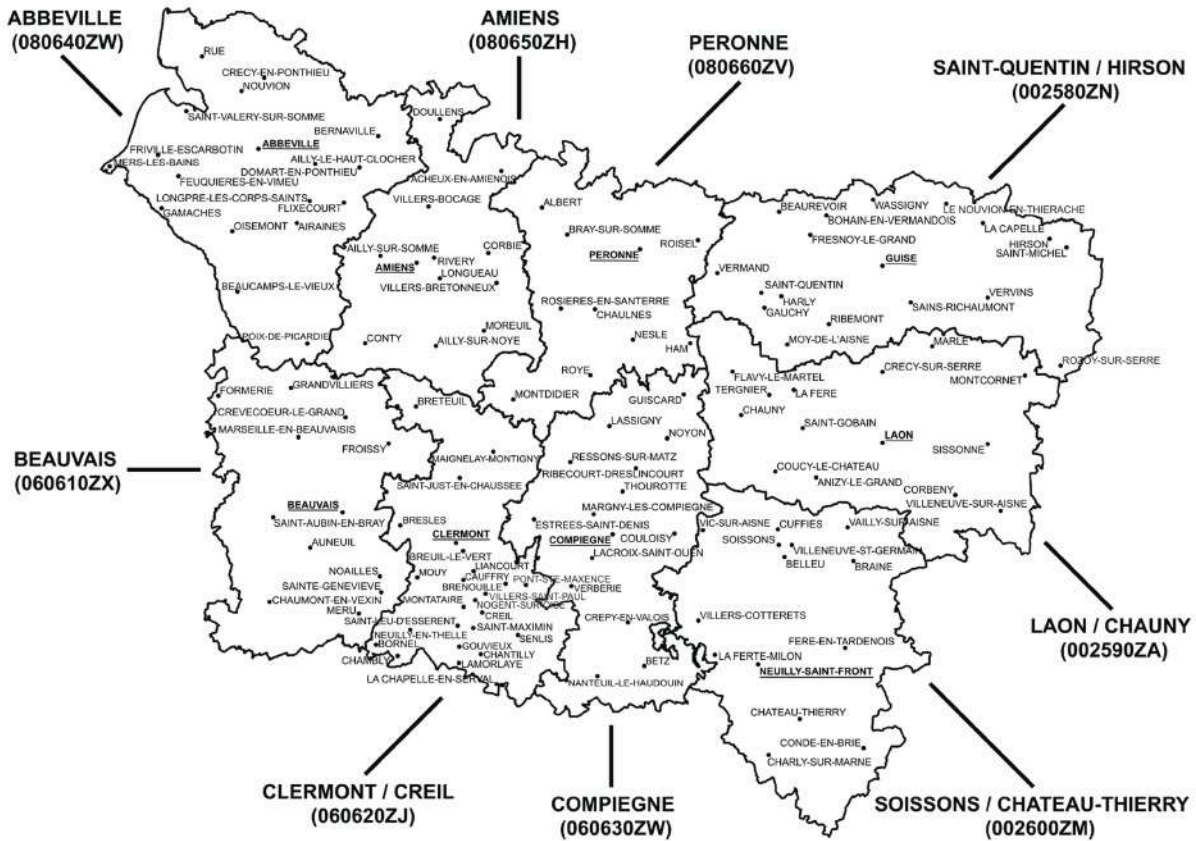 ABBEVILLE
(080640ZW)
AMIENS
(080650ZH)
PERONNE
(080660ZV)
SAINT-QUENTIN / HIRSON
(002580ZN)
RUE
CRECY-EN-PONTHIEU
NOUVION
SAINT-VALERY-SUR-SOMME
BERNAVILLE
ABBEVILLE
FRIVILLE-ESCARBOTIN
MERS-LES-BAINS
AILLY-LE-HAUT-CLOCHER
DOMART-EN-PONTHIEU
FEUQUIERES-EN-VIMEU
LONGPRE-LES-CORPS-SAINTS
GAMACHES
FLIXECOURT
OISEMONT
AIRAINES
BEAUCAMPS-LE-VIEUX
POIX-DE-PICARDIE
DOULLENS
ACHEUX-EN-AMIENOIS
VILLERS-BOCAGE
AILLY-SUR-SOMME
CORBIE
AMIENS
RIVERY
LONGUEAU
VILLERS-BRETONNEUX
MOREUIL
CONTY
AILLY-SUR-NOYE
MONTDIDIER
ALBERT
BRAY-SUR-SOMME
ROISEL
PERONNE
ROSIERES-EN-SANTERRE
CHAULNES
NESLE
HAM
ROYE
BEAUREVOIR
WASSIGNY
BOHAIN-EN-VERMANDOIS
LE NOUVION-EN-THIERACHE
LA CAPELLE
FRESNOY-LE-GRAND
HIRSON
SAINT-MICHEL
GUISE
VERMAND
SAINT-QUENTIN
HARLY
GAUCHY
VERVINS
SAINS-RICHAUMONT
RIBEMONT
MOY-DE-L'AISNE
MARLE
ROZOY-SUR-SERRE
FORMERIE
GRANDVILLIERS
CREVECOEUR-LE-GRAND
MARSEILLE-EN-BEAUVAISIS
FROISSY
BEAUVAIS
(060610ZX)
BEAUVAIS
SAINT-AUBIN-EN-BRAY
AUNEUIL
NOAILLES
SAINTE-GENEVIEVE
CHAUMONT-EN-VEXIN
MERU
BORNEL
CHAMBLY
BRETEUIL
MAIGNELAY-MONTIGNY
SAINT-JUST-EN-CHAUSSEE
BRESLES
CLERMONT
BREUIL-LE-VERT
LIANCOURT
MOUY
CAUFFRY
BRENOUILLE
PONT-STE-MAXENCE
VILLERS-SAINT-PAUL
MONTATAIRE
NOGENT-SUR-OISE
CREIL
SAINT-LEU-D'ESSERENT
SAINT-MAXIMIN
NEUILLY-EN-THELLE
SENLIS
GOUVIEUX
CHANTILLY
LAMORLAYE
LA CHAPELLE-EN-SERVAL
GUISCARD
LASSIGNY
NOYON
RESSONS-SUR-MATZ
RIBECOURT-DRESLINCOURT
THOUROTTE
MARGNY-LES-COMPIEGNE
ESTREES-SAINT-DENIS
COMPIEGNE
COULOISY
LACROIX-SAINT-OUEN
VERBERIE
CREPY-EN-VALOIS
BETZ
NANTEUIL-LE-HAUDOUIN
FLAVY-LE-MARTEL
CRECY-SUR-SERRE
MONTCORNET
TERGNIER
LA FERE
CHAUNY
SAINT-GOBAIN
LAON
SISSONNE
COUCY-LE-CHATEAU
ANIZY-LE-GRAND
CORBENY
VILLENEUVE-SUR-AISNE
VIC-SUR-AISNE
CUFFIES
VAILLY-SUR-AISNE
SOISSONS
VILLENEUVE-ST-GERMAIN
BELLEU
BRAINE
VILLERS-COTTERETS
FERE-EN-TARDENOIS
LA FERTE-MILON
NEUILLY-SAINT-FRONT
CHATEAU-THIERRY
CONDE-EN-BRIE
CHARLY-SUR-MARNE
LAON / CHAUNY
(002590ZA)
CLERMONT / CREIL
(060620ZJ)
COMPIEGNE
(060630ZW)
SOISSONS / CHATEAU-THIERRY
(002600ZM)